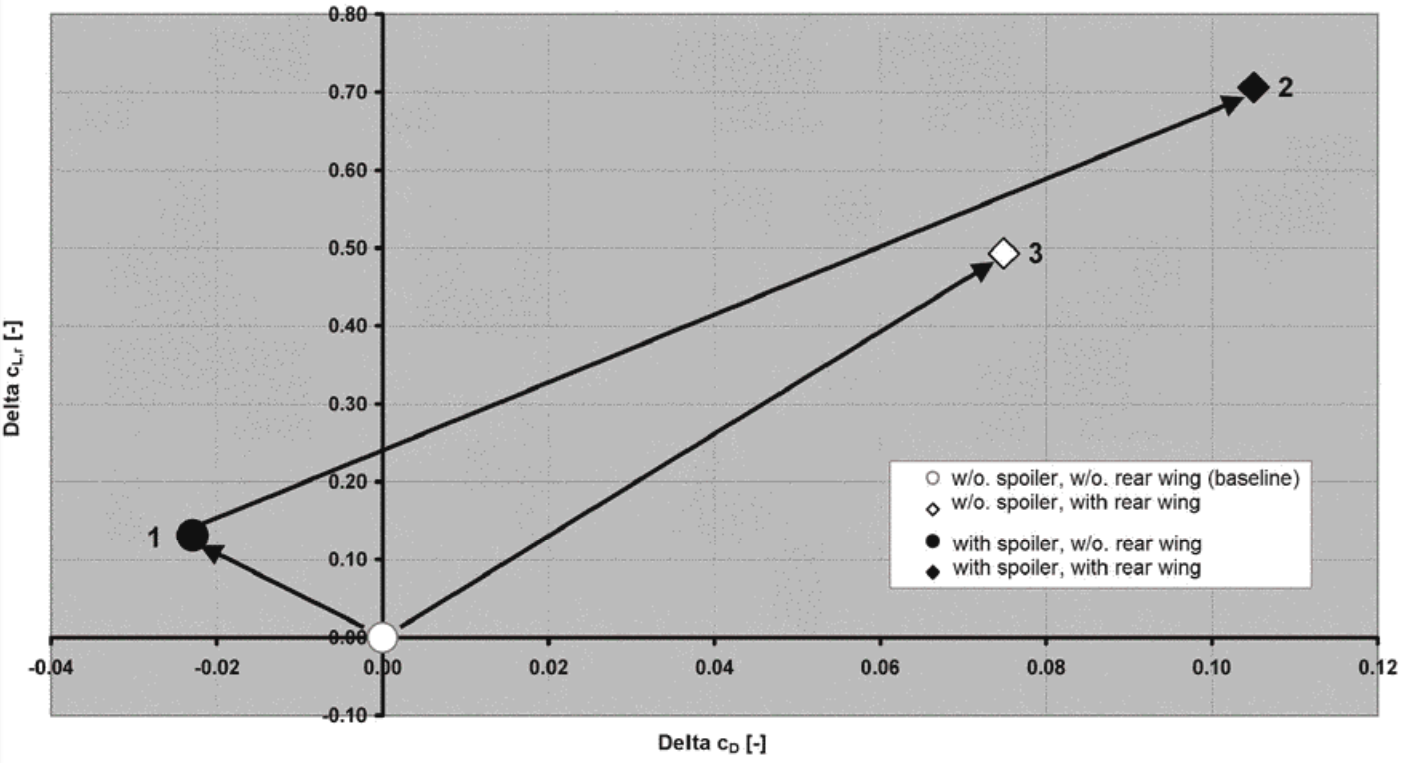 0.80
0.70
2
0.60
0.50
3
0.40
Delta cL,r [-]
0.30
0.20
w/o. spoiler, w/o. rear wing (baseline)
w/o. spoiler, with rear wing
with spoiler, w/o. rear wing
with spoiler, with rear wing
1
0.10
0.00
-0.04 -0.02 0.00 0.02 0.04 0.06 0.08 0.10 0.12
-0.10
Delta cD [-]